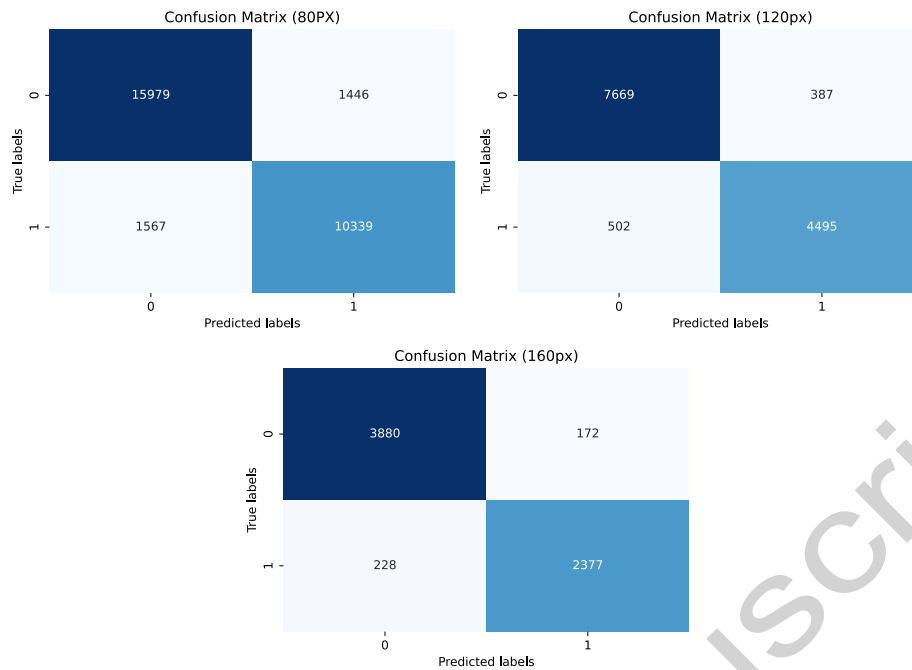 Confusion Matrix (80PX)
True labels
0
15979
1446
1
1567
10339
0
1
Predicted labels
Confusion Matrix (120px)
True labels
0
7669
387
1
502
4495
0
1
Predicted labels
Confusion Matrix (160px)
True labels
0
3880
172
1
228
2377
0
1
Predicted labels
uscri